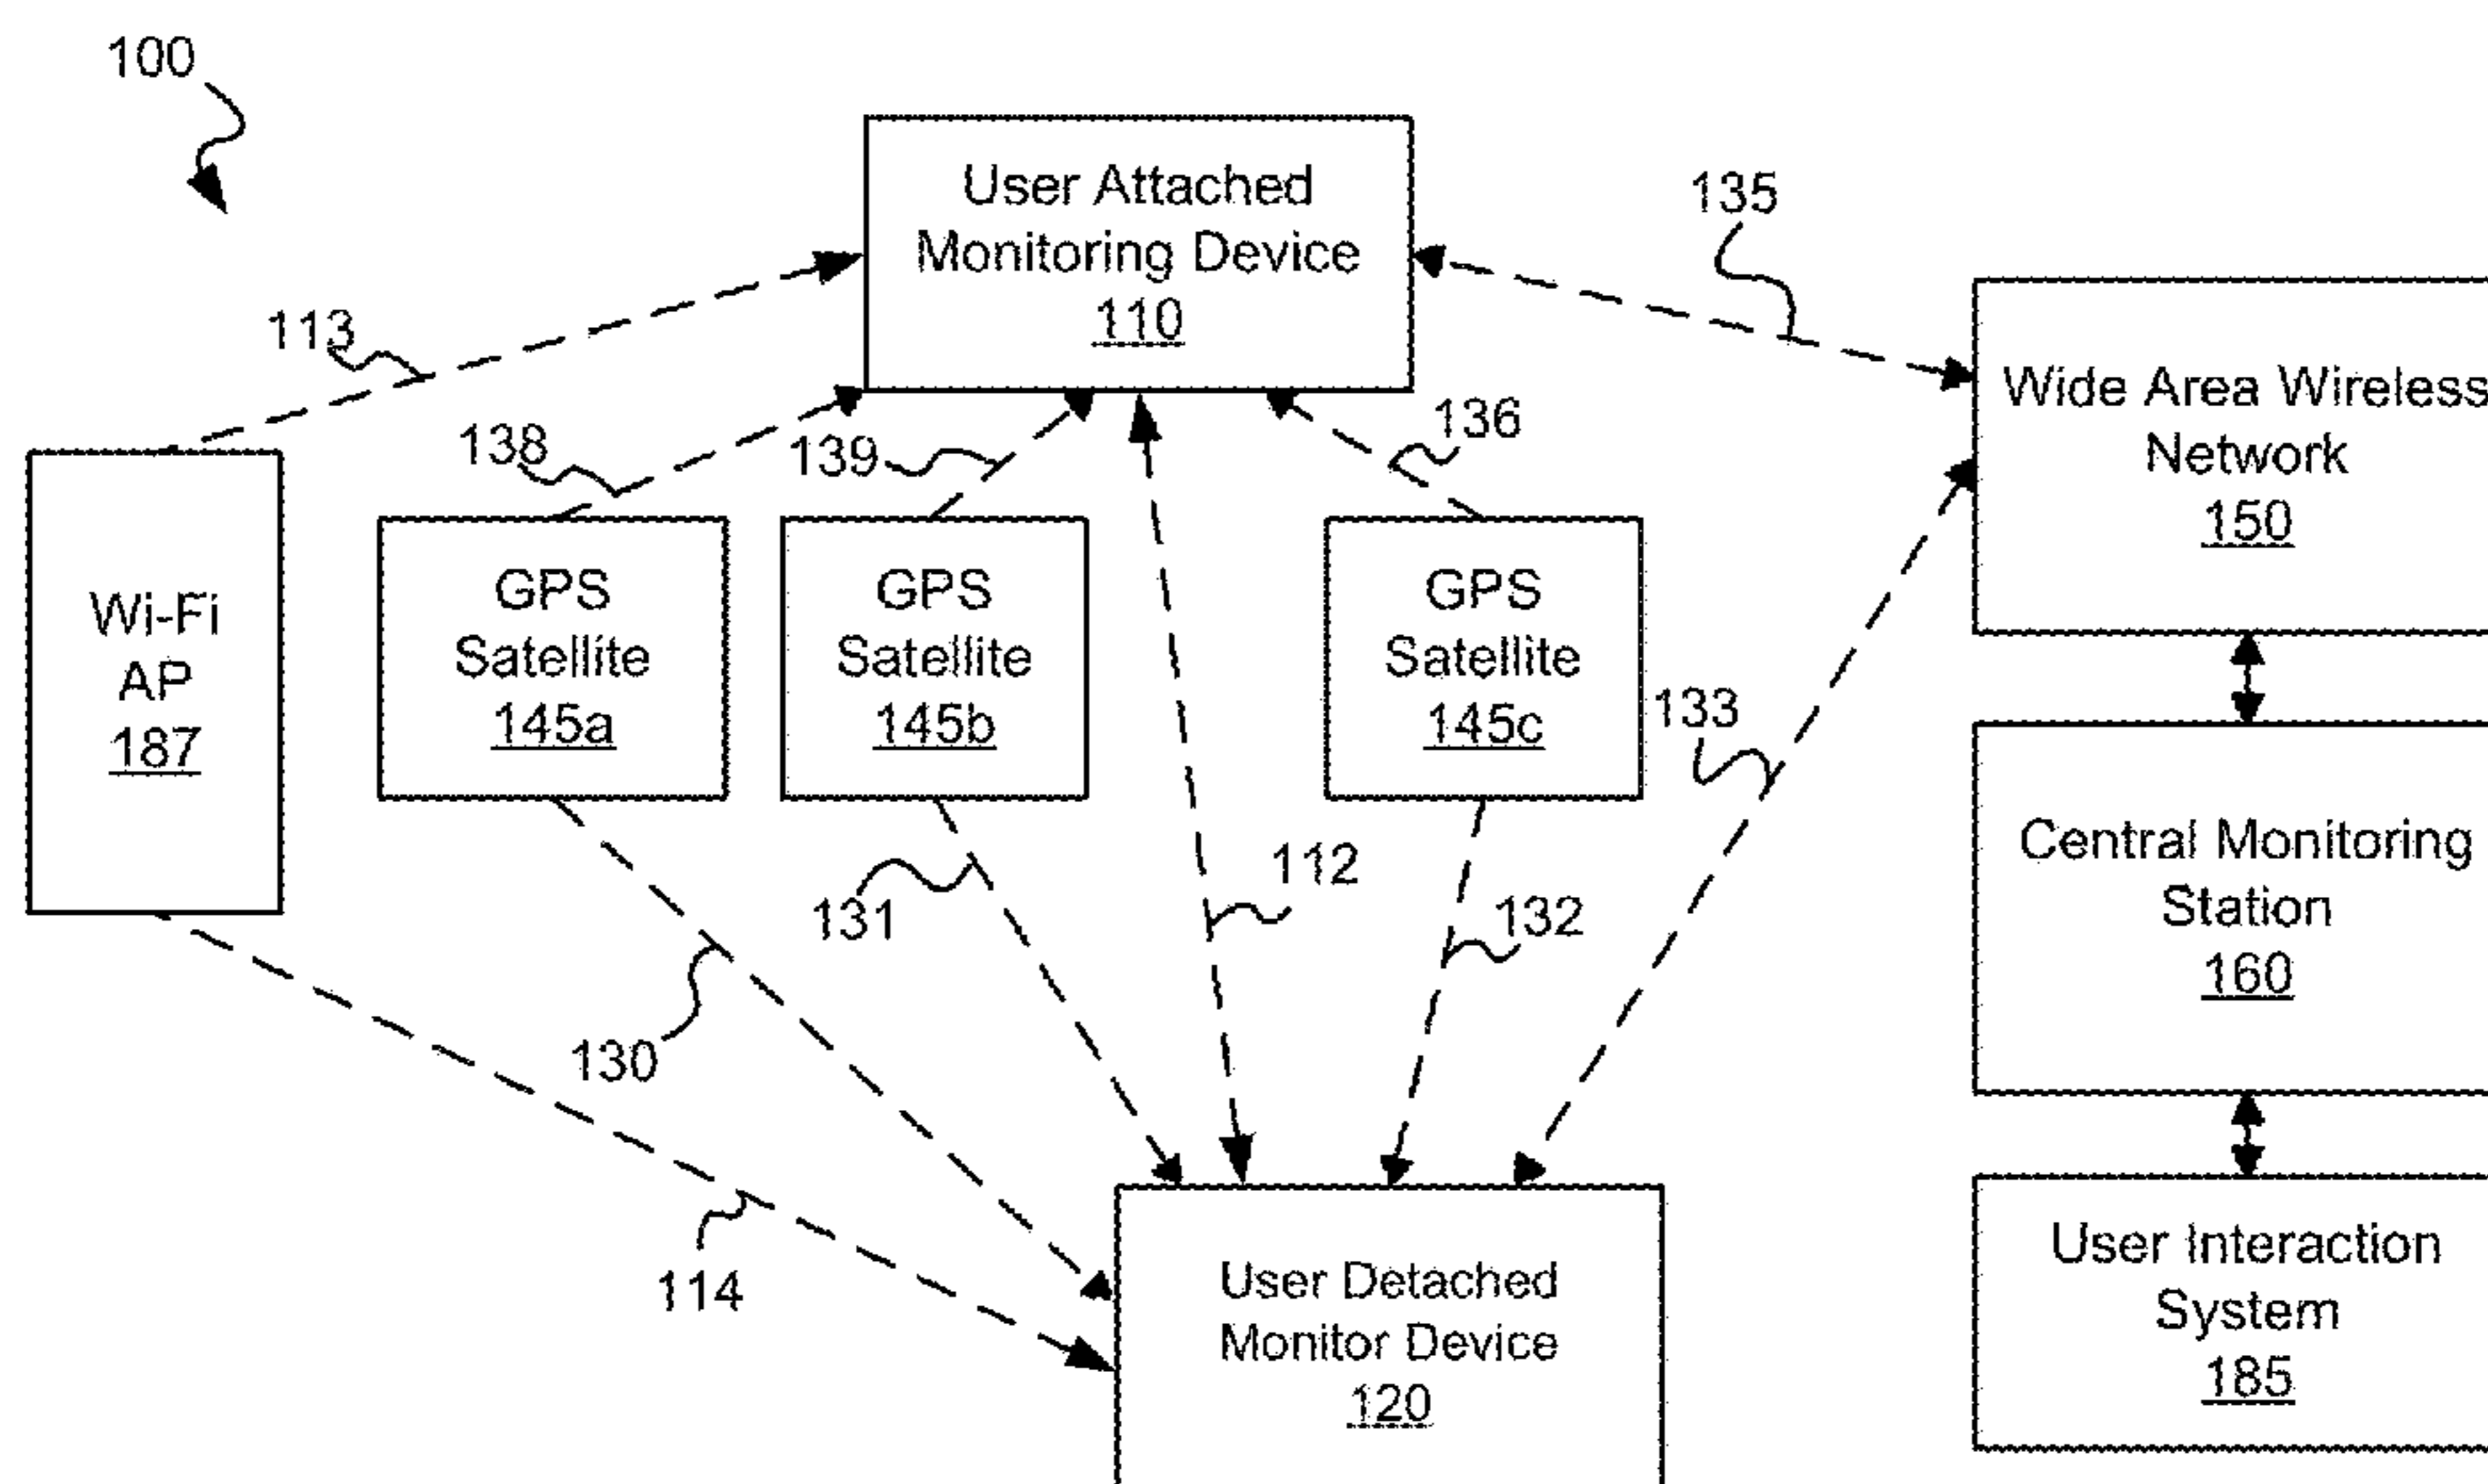 100
User Attached
Monitoring Device
110
135
113
Wide Area Wireless
Network
150
138
139
136
Wi-Fi
AP
187
GPS
Satellite
145a
GPS
Satellite
145b
GPS
Satellite
145c
133
Central Monitoring
Station
160
131
112
132
130
114
User Detached
Monitor Device
120
User Interaction
System
185